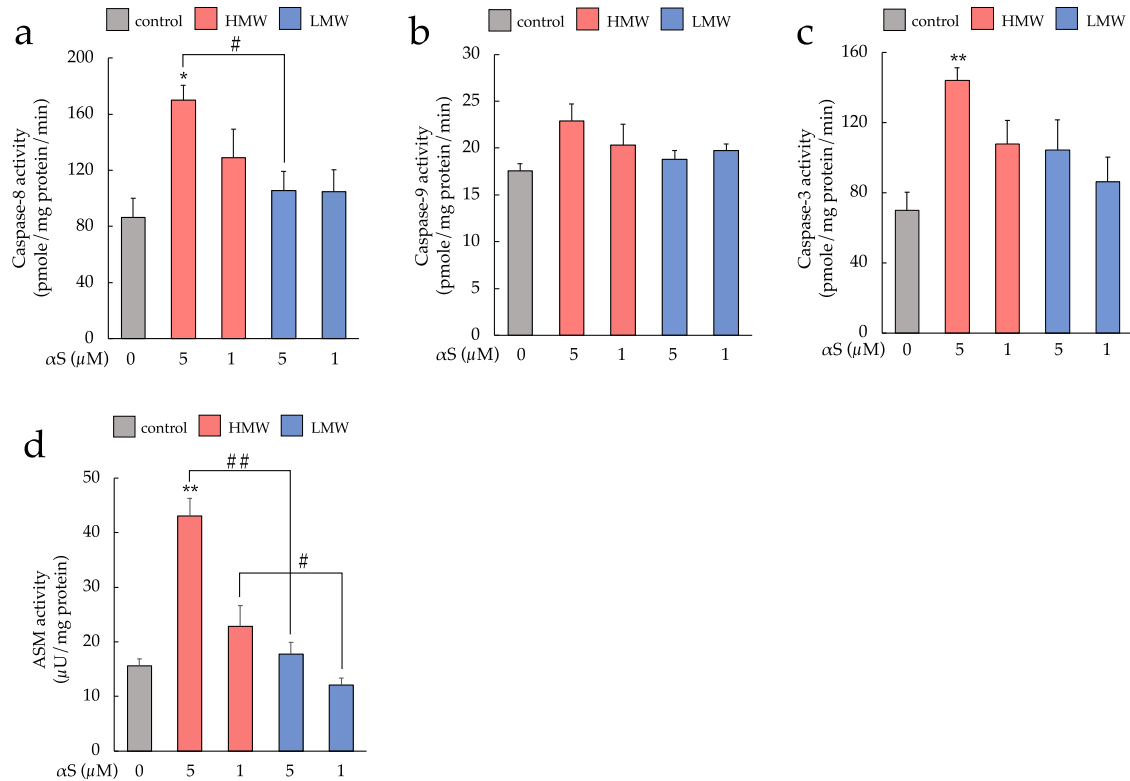 a
control HMW LMW
#
*
Caspase-8 activity
(pmole/mg protein/min)
200
160
120
80
40
0
αS (µM) 0 5 1 5 1
b
control HMW LMW
Caspase-9 activity
(pmole/mg protein/min)
30
25
20
15
10
5
0
αS (µM) 0 5 1 5 1
c
control HMW LMW
**
Caspase-3 activity
(pmole/mg protein/min)
160
120
80
40
0
αS (µM) 0 5 1 5 1
d
control HMW LMW
##
**
#
ASM activity
(µU/mg protein)
50
40
30
20
10
0
αS (µM) 0 5 1 5 1